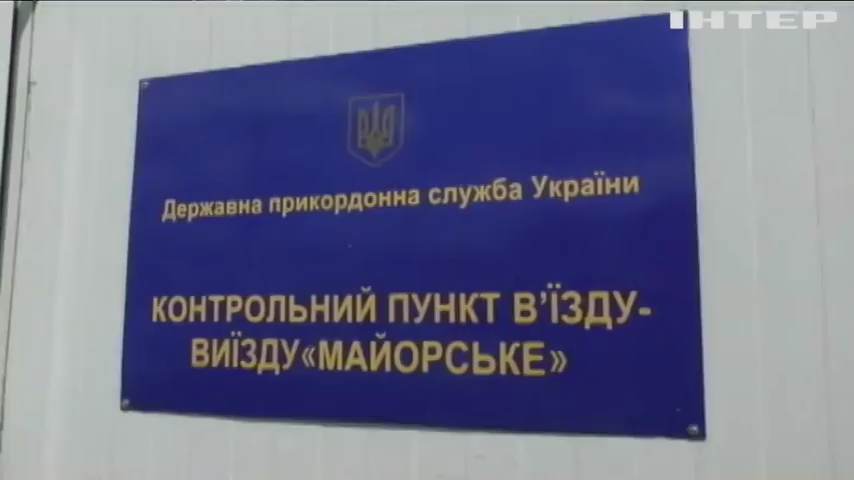 ІНТЕР
Державна прикордонна служба України
КОНТРОЛЬНИЙ ПУНКТ В’ЇЗДУ-
ВИЇЗДУ «МАЙОРСЬКЕ»